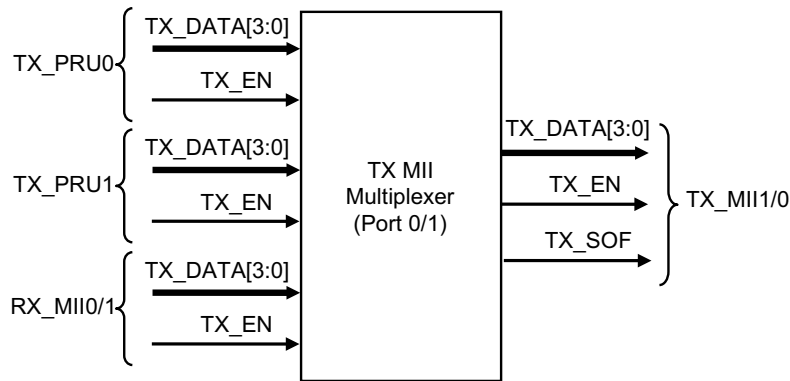 TX_PRU0
TX_DATA[3:0]
TX_EN
TX_PRU1
TX_DATA[3:0]
TX_EN
RX_MII0/1
TX_DATA[3:0]
TX_EN
TX MII
Multiplexer
(Port 0/1)
TX_DATA[3:0]
TX_EN
TX_SOF
TX_MII1/0